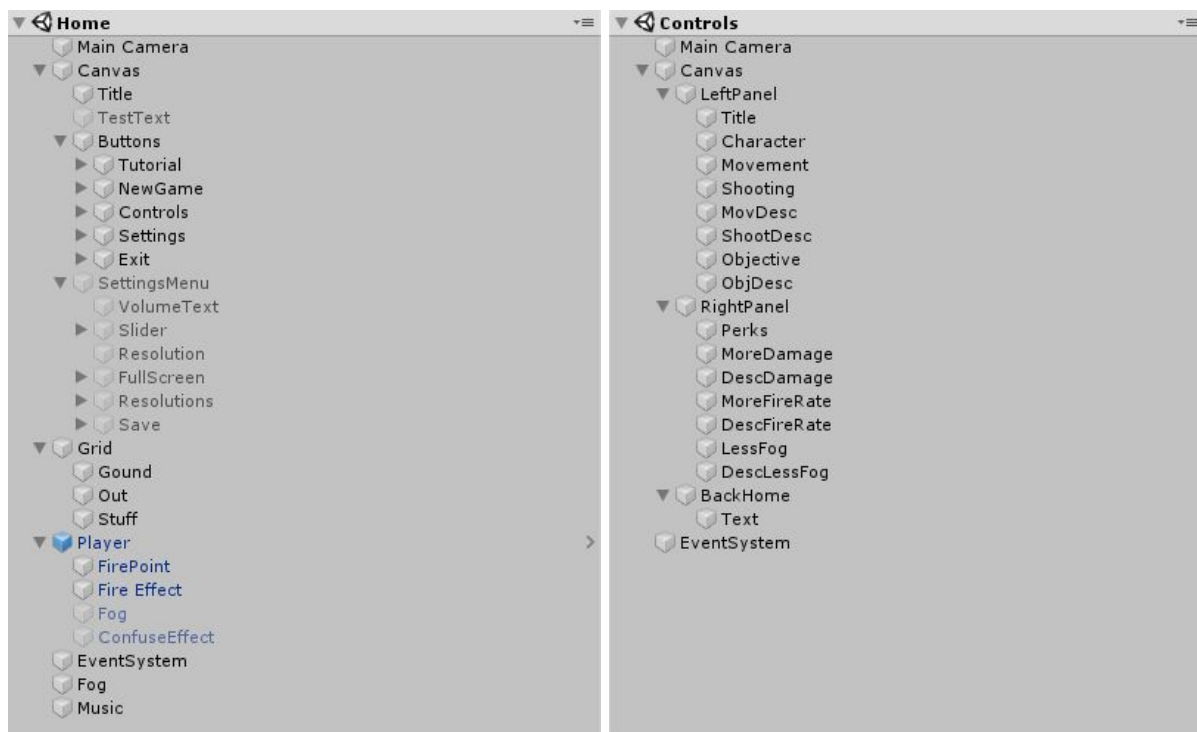 Home
Main Camera
Canvas
Title
TestText
Buttons
Tutorial
NewGame
Controls
Settings
Exit
SettingsMenu
VolumeText
Slider
Resolution
FullScreen
Resolutions
Save
Grid
Gound
Out
Stuff
Player
FirePoint
Fire Effect
Fog
ConfuseEffect
EventSystem
Fog
Music
Controls
Main Camera
Canvas
LeftPanel
Title
Character
Movement
Shooting
MovDesc
ShootDesc
Objective
ObjDesc
RightPanel
Perks
MoreDamage
DescDamage
MoreFireRate
DescFireRate
LessFog
DescLessFog
BackHome
Text
EventSystem